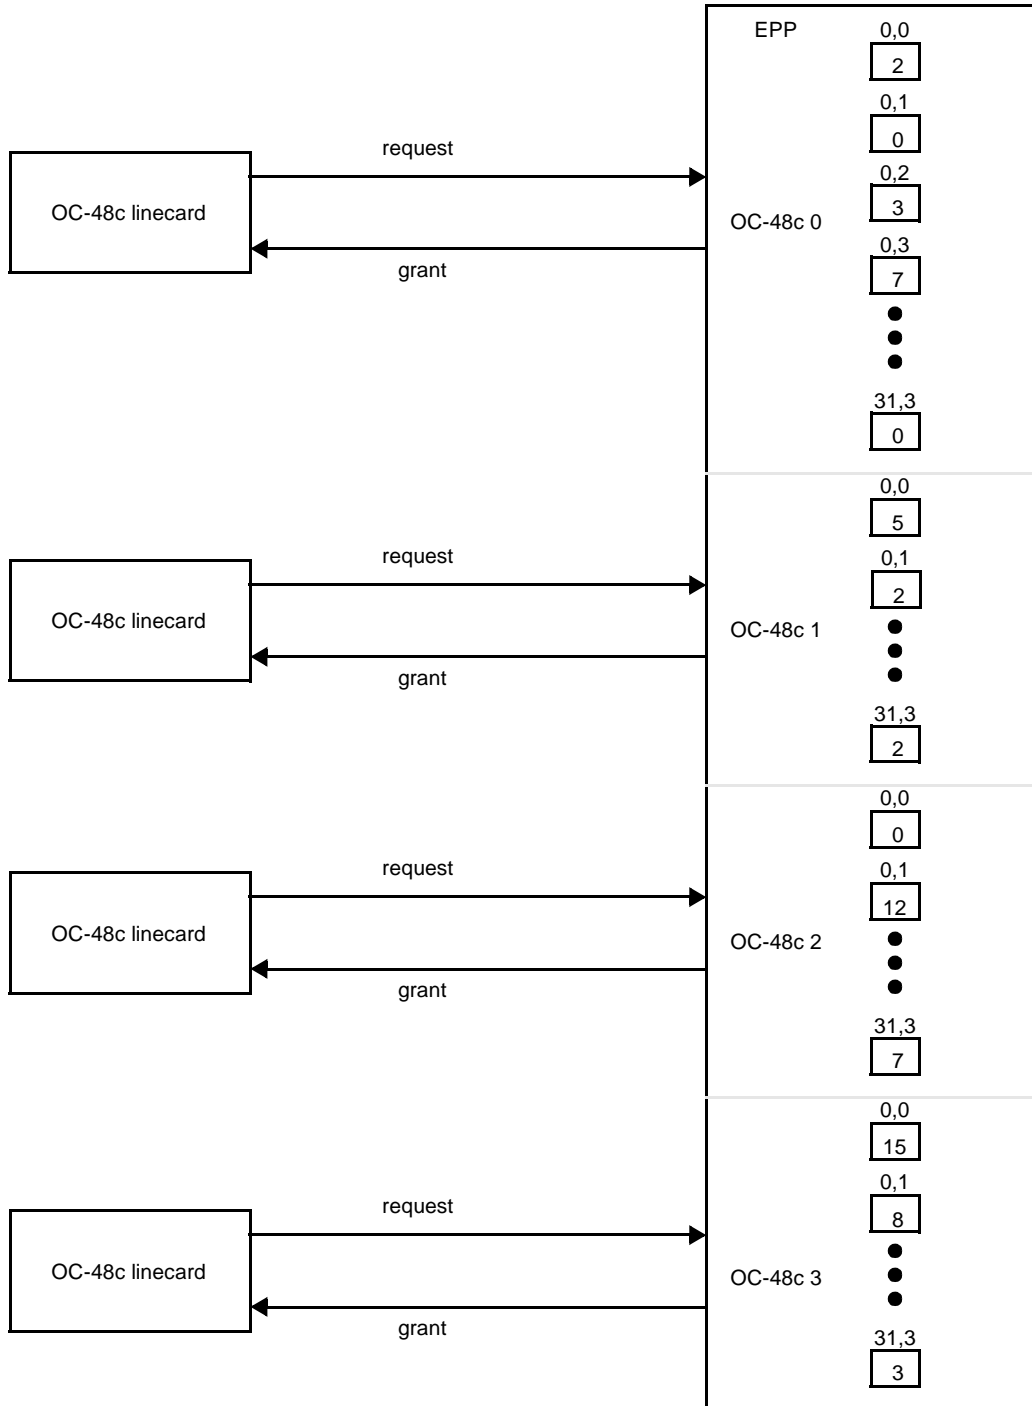 EPP
0,0
2
0,1
0
request
0,2
OC-48c linecard
3
OC-48c 0
0,3
grant
7
31,3
0
0,0
5
request
0,1
2
OC-48c linecard
OC-48c 1
grant
31,3
2
0,0
0
request
0,1
12
OC-48c linecard
OC-48c 2
grant
31,3
7
0,0
15
0,1
request
8
OC-48c linecard
OC-48c 3
grant
31,3
3